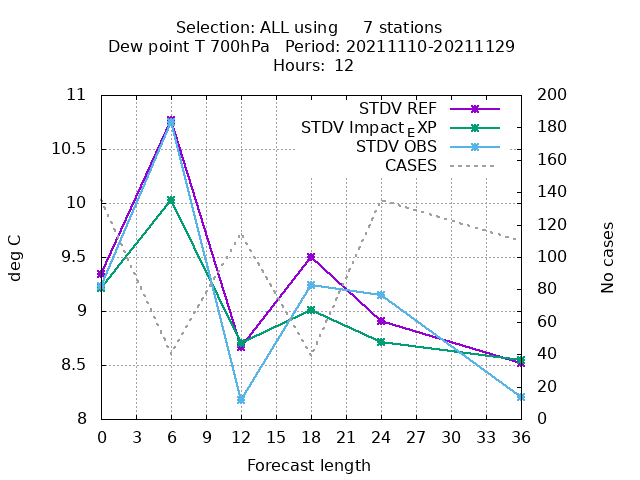 Selection: ALL using     7 stations
Dew point T 700hPa   Period: 20211110-20211129
Hours:  12
STDV REF
STDV Impact_EXP
STDV OBS
CASES
11
10.5
10
9.5
9
8.5
8
200
180
160
140
120
100
80
60
40
20
0
deg C
No cases
0 3 6 9 12 15 18 21 24 27 30 33 36
Forecast length